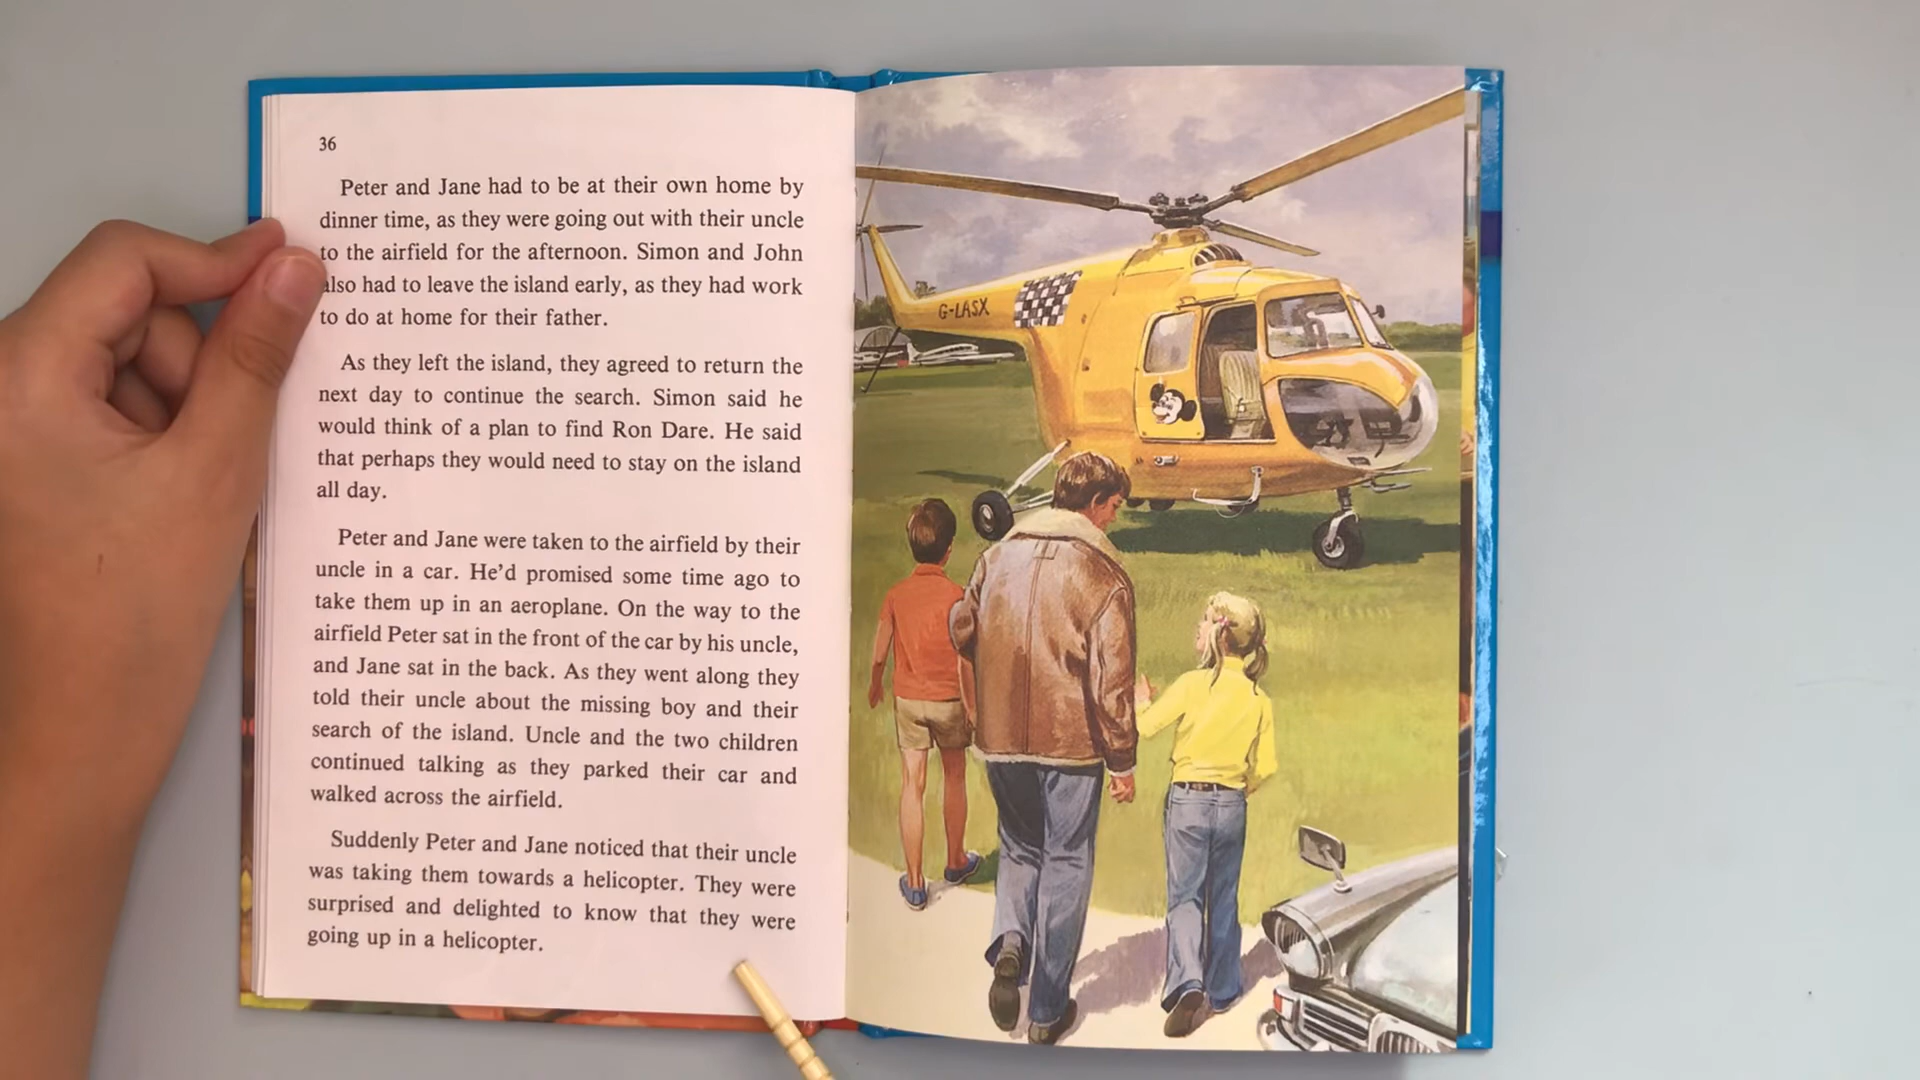 36
Peter and Jane had to be at their own home by
dinner time, as they were going out with their uncle
to the airfield for the afternoon. Simon and John
also had to leave the island early, as they had work
to do at home for their father.
As they left the island, they agreed to return the
next day to continue the search. Simon said he
would think of a plan to find Ron Dare. He said
that perhaps they would need to stay on the island
all day.
Peter and Jane were taken to the airfield by their
uncle in a car. He'd promised some time ago to
take them up in an aeroplane. On the way to the
airfield Peter sat in the front of the car by his uncle,
and Jane sat in the back. As they went along they
told their uncle about the missing boy and their
search of the island. Uncle and the two children
continued talking as they parked their car and
walked across the airfield.
Suddenly Peter and Jane noticed that their uncle
was taking them towards a helicopter. They were
surprised and delighted to know that they were
going up in a helicopter.
G-LASX